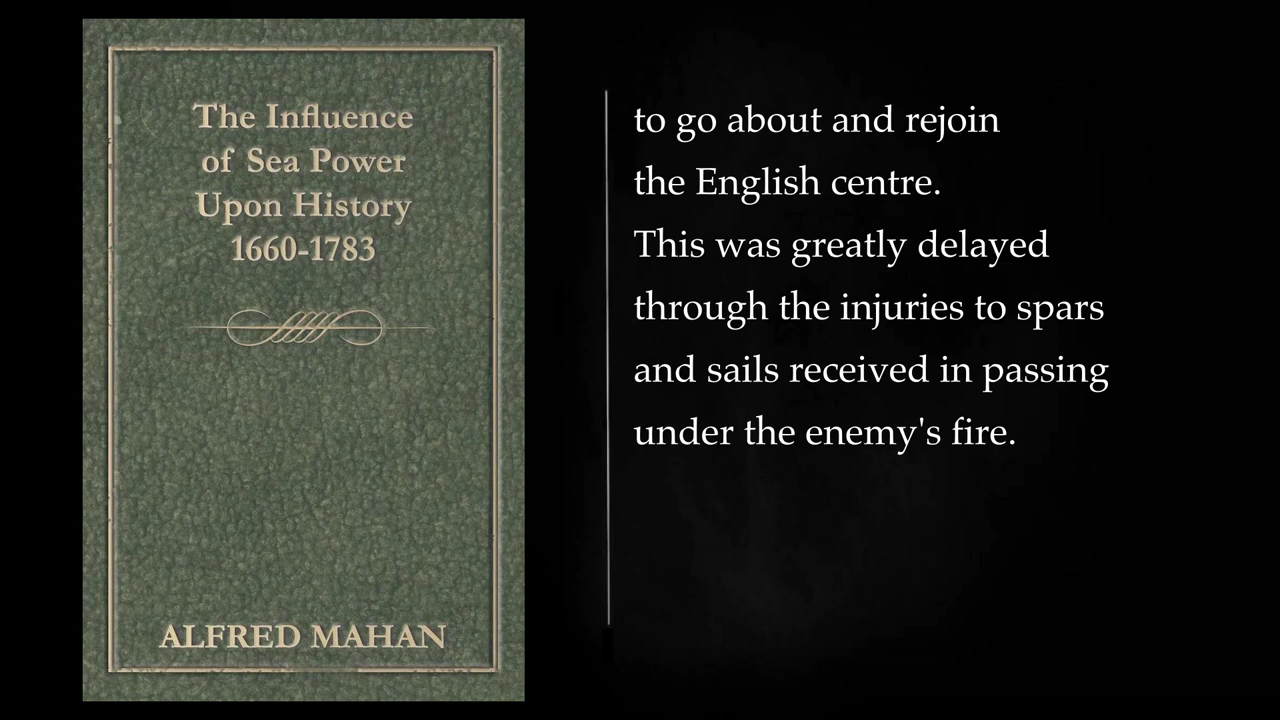 The Influence
of Sea Power
Upon History
1660-1783
ALFRED MAHAN
to go about and rejoin
the English centre.
This was greatly delayed
through the injuries to spars
and sails received in passing
under the enemy's fire.